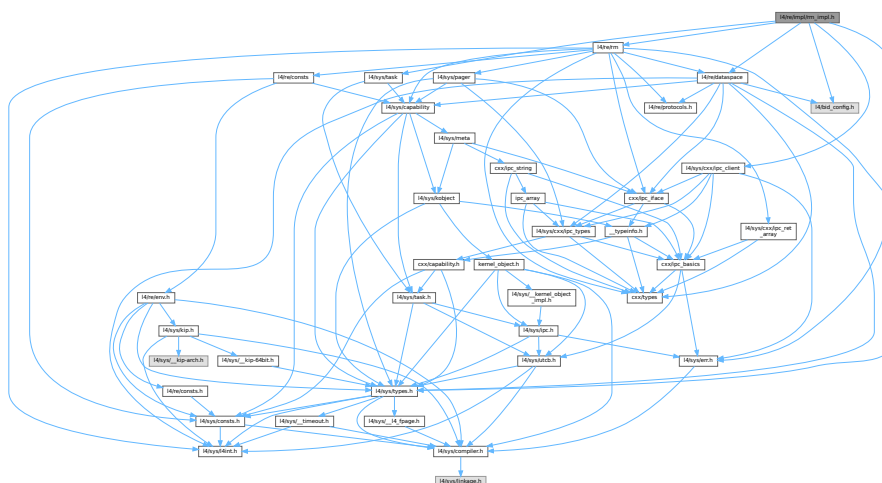 l4/re/impl/rm_impl.h
l4/re/rm
l4/re/consts
l4/sys/task
l4/sys/pager
l4/re/dataspace
l4/sys/capability
l4/re/protocols.h
l4/bid_config.h
l4/sys/meta
cxx/ipc_string
l4/sys/cxx/ipc_client
l4/sys/kobject
ipc_array
cxx/ipc_iface
l4/sys/cxx/ipc_types
__typeinfo.h
l4/sys/cxx/ipc_ret
_array
cxx/capability.h
kernel_object.h
cxx/ipc_basics
l4/re/env.h
l4/sys/task.h
l4/sys/__kernel_object
_impl.h
cxx/types
l4/sys/kip.h
l4/sys/ipc.h
l4/sys/__kip-arch.h
l4/sys/__kip-64bit.h
l4/sys/utcb.h
l4/sys/err.h
l4/re/consts.h
l4/sys/types.h
l4/sys/consts.h
l4/sys/__timeout.h
l4/sys/__l4_fpage.h
l4/sys/l4int.h
l4/sys/compiler.h
l4/sys/linkage.h